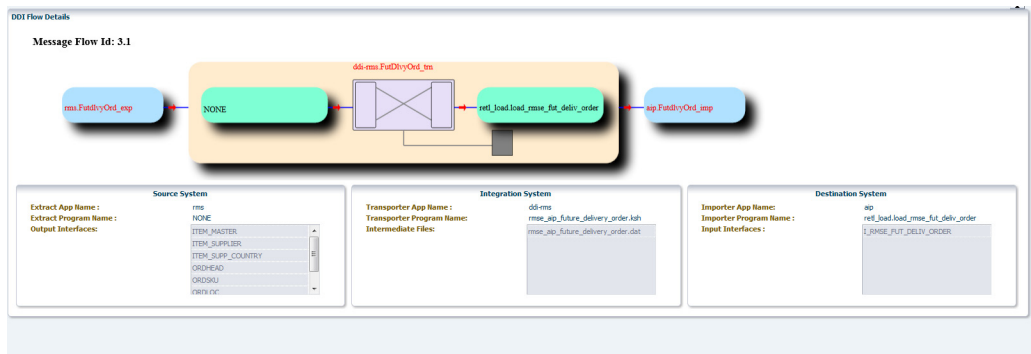 DDI Flow Details
Message Flow Id: 3.1
ddi-rms.FutDlvyOrd_trn
rms.FutdlvyOrd_exp
NONE
retl_load.load_rmse_fut_deliv_order
aip.FutdlvyOrd_imp
Source System
Extract App Name : rms
Extract Program Name : NONE
Output Interfaces:
ITEM_MASTER
ITEM_SUPPLIER
ITEM_SUPP_COUNTRY
ORDHEAD
ORDSKU
ORDLOC
Integration System
Transporter App Name : ddi-rms
Transporter Program Name: rmse_aip_future_delivery_order.ksh
Intermediate Files: rmse_aip_future_delivery_order.dat
Destination System
Importer App Name: aip
Importer Program Name : retl_load.load_rmse_fut_deliv_order
Input Interfaces : I_RMSE_FUT_DELIV_ORDER